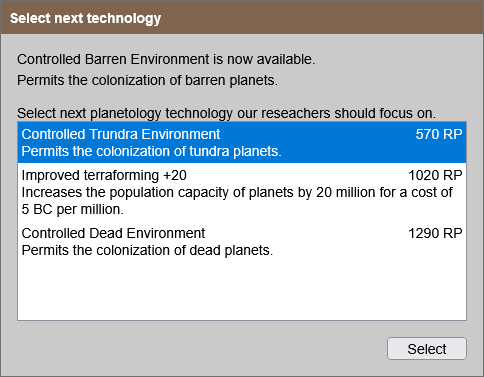 Select next technology
Controlled Barren Environment is now available.
Permits the colonization of barren planets.
Select next planetology technology our reseachers should focus on.
Controlled Trundra Environment 570 RP
Permits the colonization of tundra planets.
Improved terraforming +20 1020 RP
Increases the population capacity of planets by 20 million for a cost of
5 BC per million.
Controlled Dead Environment 1290 RP
Permits the colonization of dead planets.
Select